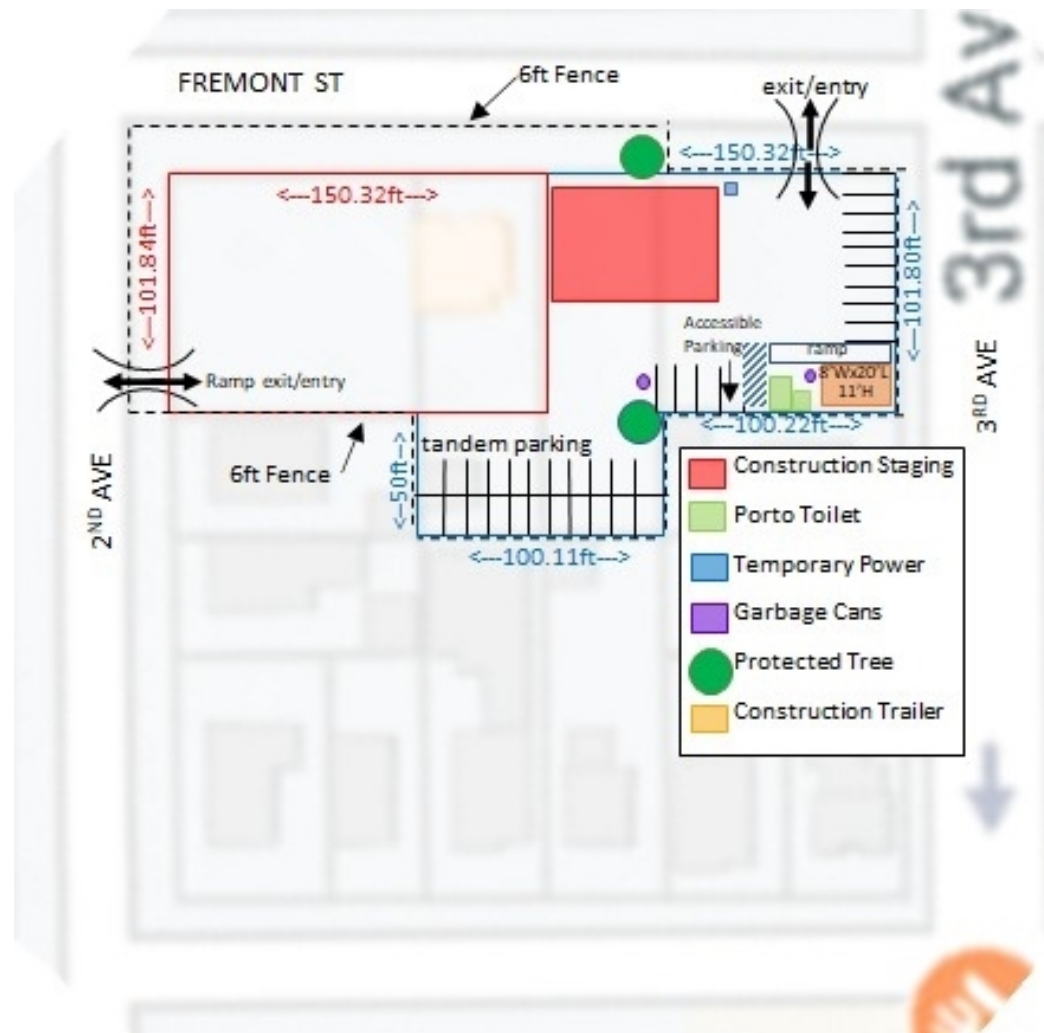 3rd Av
6ft Fence
FREMONT ST
exit/entry
<---150.32ft--->
<---150.32ft--->
<---101.84ft--->
<---101.80ft--->
Accessible
Parking
ramp
8'Wx20'L
11'H
Ramp exit/entry
<---100.22ft--->
3RD AVE
tandem parking
6ft Fence
<--50ft-->
2ND AVE
<---100.11ft--->
Construction Staging
Porto Toilet
Temporary Power
Garbage Cans
Protected Tree
Construction Trailer